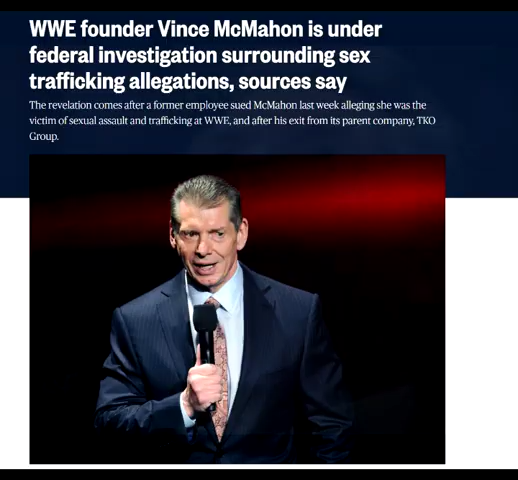 WWE founder Vince McMahon is under
federal investigation surrounding sex
trafficking allegations, sources say
The revelation comes after a former employee sued McMahon last week alleging she was the
victim of sexual assault and trafficking at WWE, and after his exit from its parent company, TKO
Group.